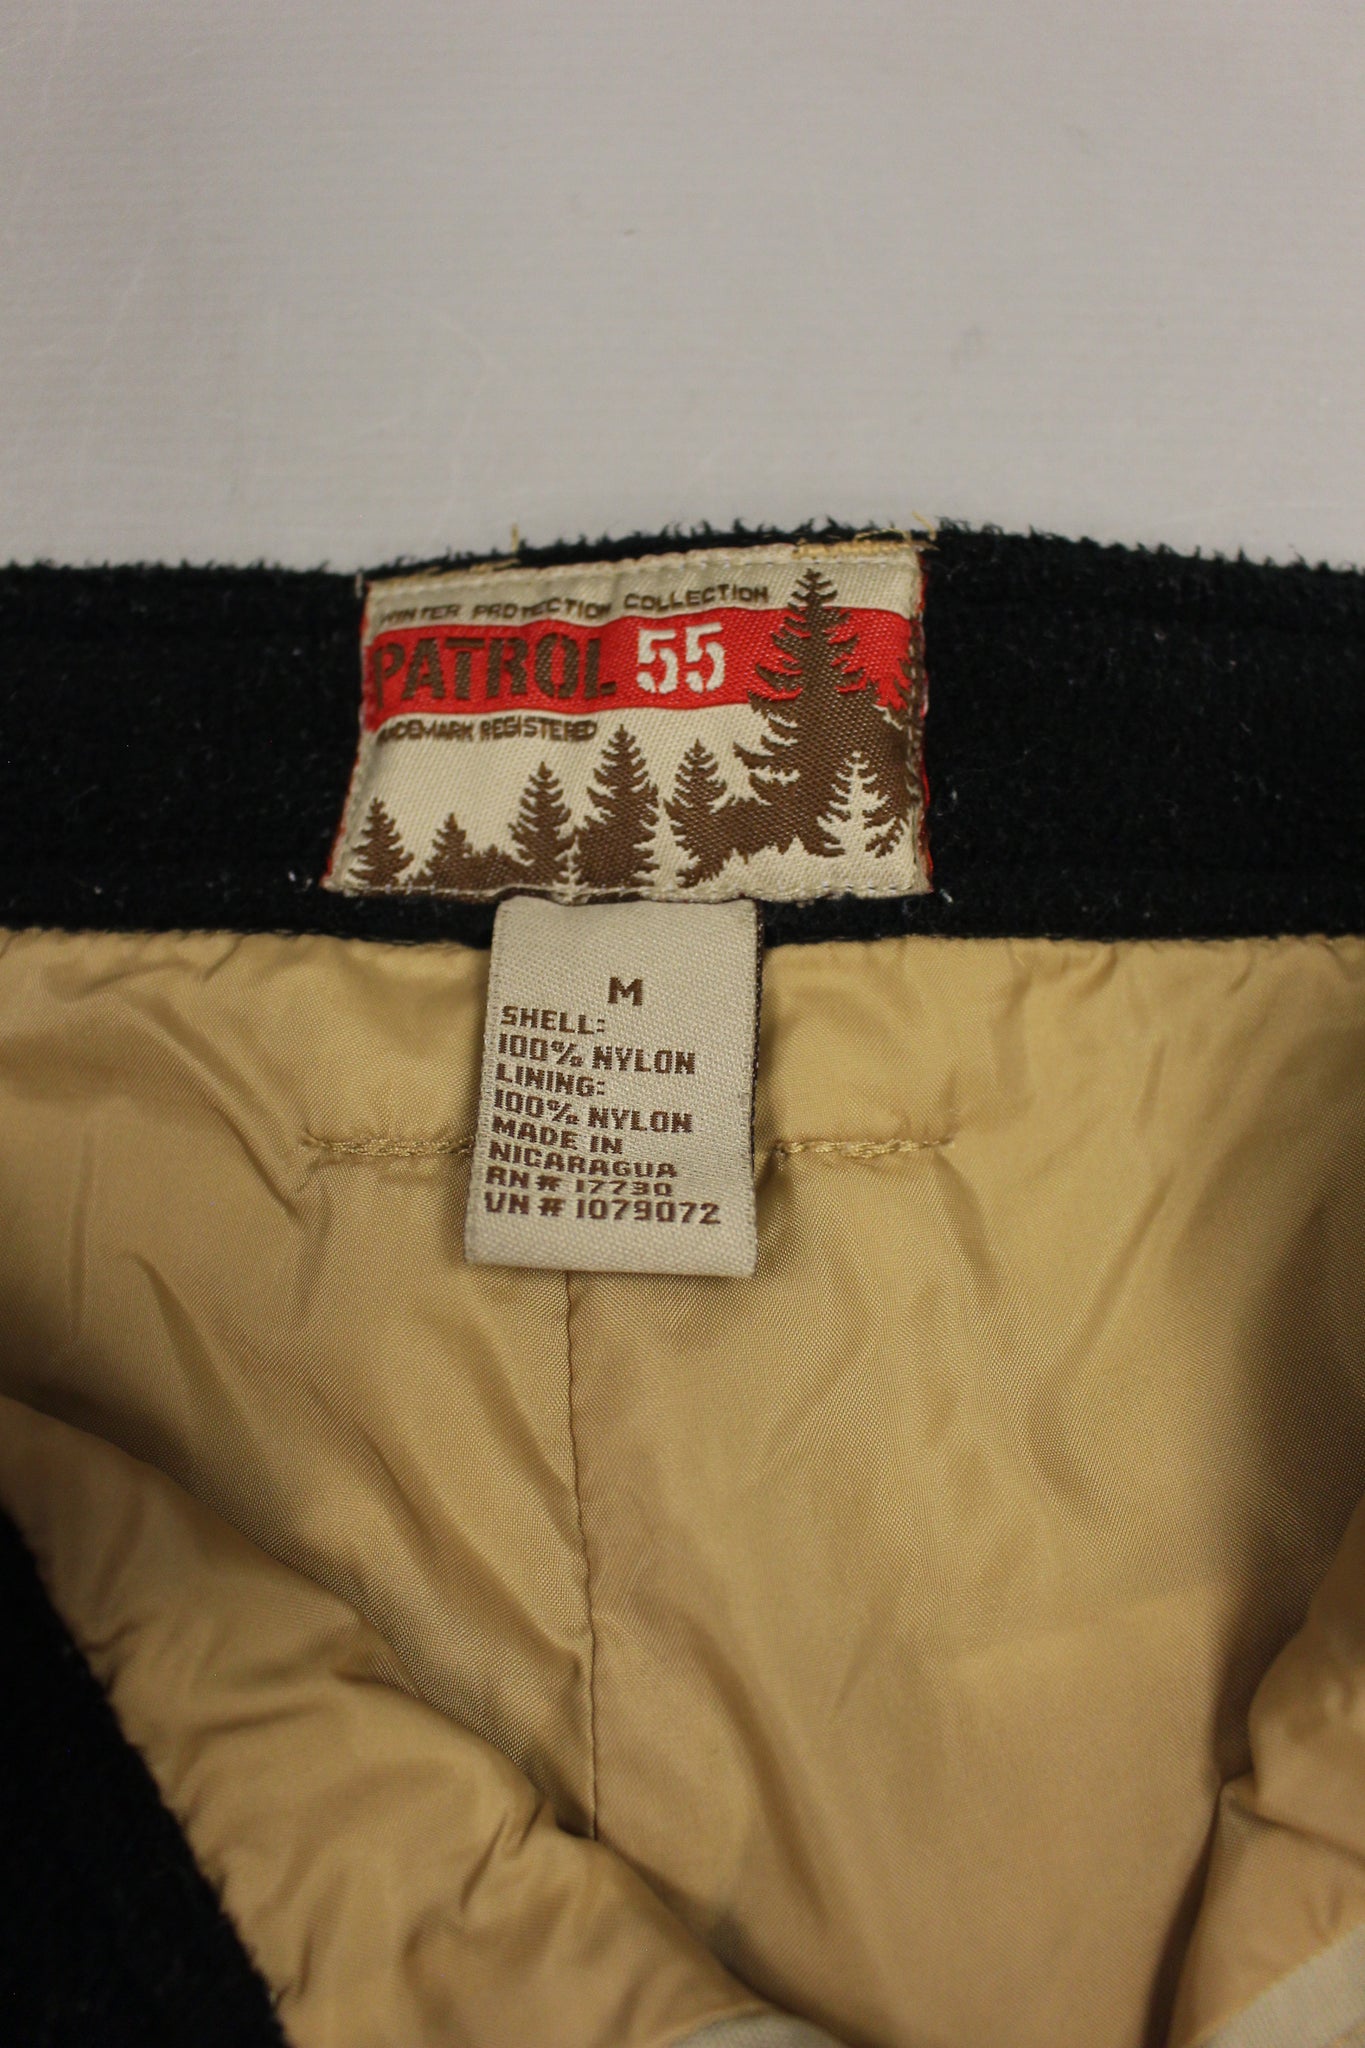 WINTER PROTECTION COLLECTION
PATROL 55
TRADEMARK REGISTERED
M
SHELL:
100% NYLON
LINING:
100% NYLON
MADE IN
NICARAGUA
RN# 17730
VN# 1079072